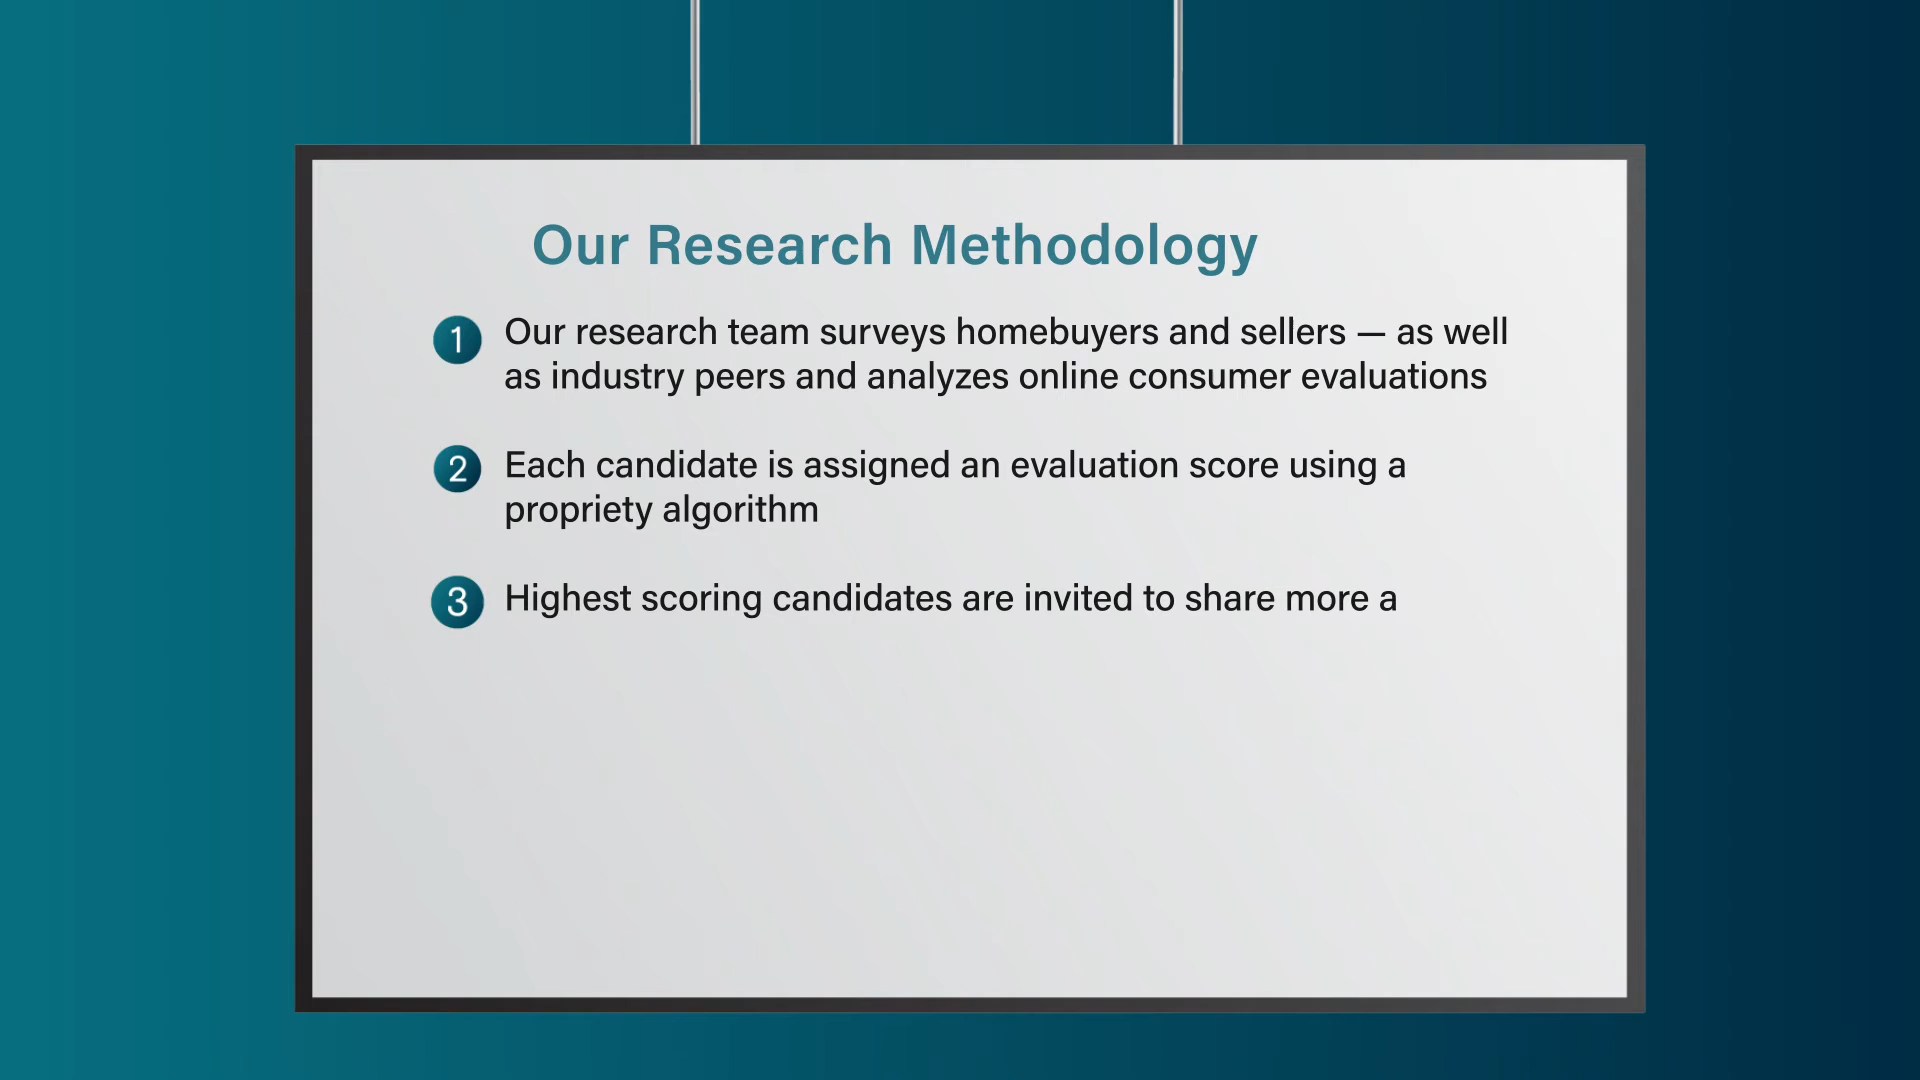 Our Research Methodology
1 Our research team surveys homebuyers and sellers — as well
as industry peers and analyzes online consumer evaluations
2 Each candidate is assigned an evaluation score using a
propriety algorithm
3 Highest scoring candidates are invited to share more a